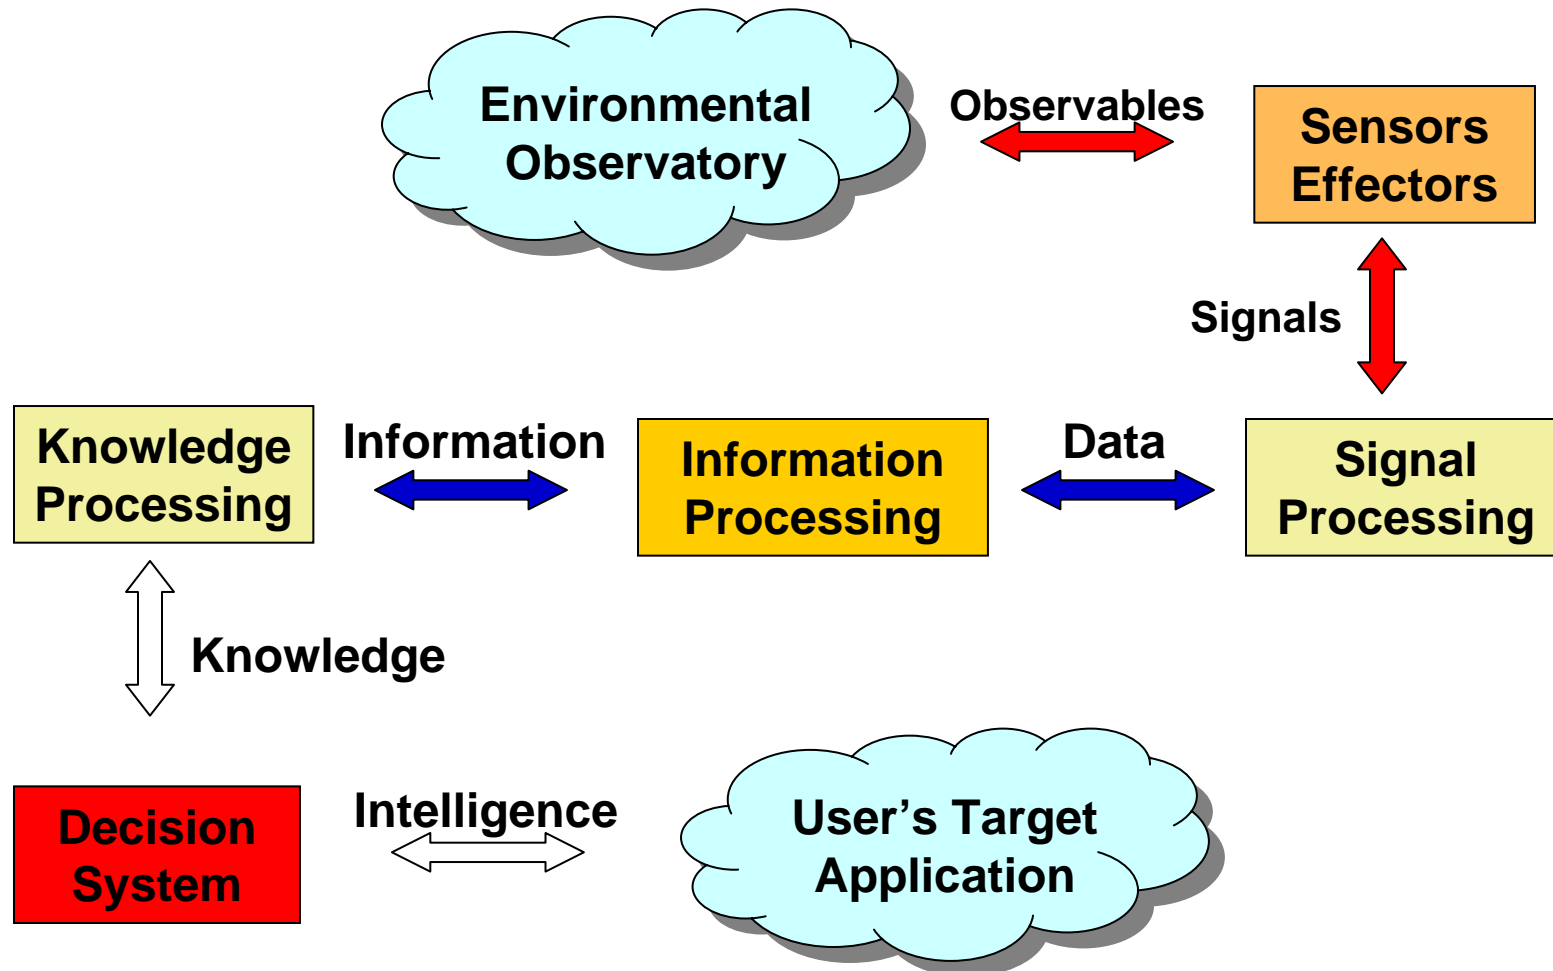 Environmental
Observatory
Observables
Sensors
Effectors
Signals
Knowledge
Processing
Information
Information
Processing
Data
Signal
Processing
Knowledge
Decision
System
Intelligence
User’s Target
Application